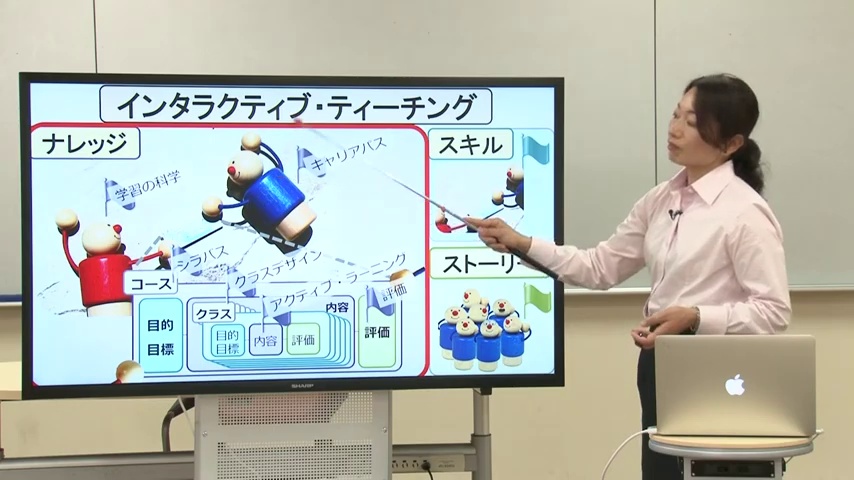 インタラクティブ・ティーチング
ナレッジ
スキル
キャリアパス
学習の科学
シラバス
クラスデザイン
アクティブ・ラーニング
評価
ストーリー
コース
目的
目標
クラス
内容
目的
目標
内容
評価
評価
SHARP